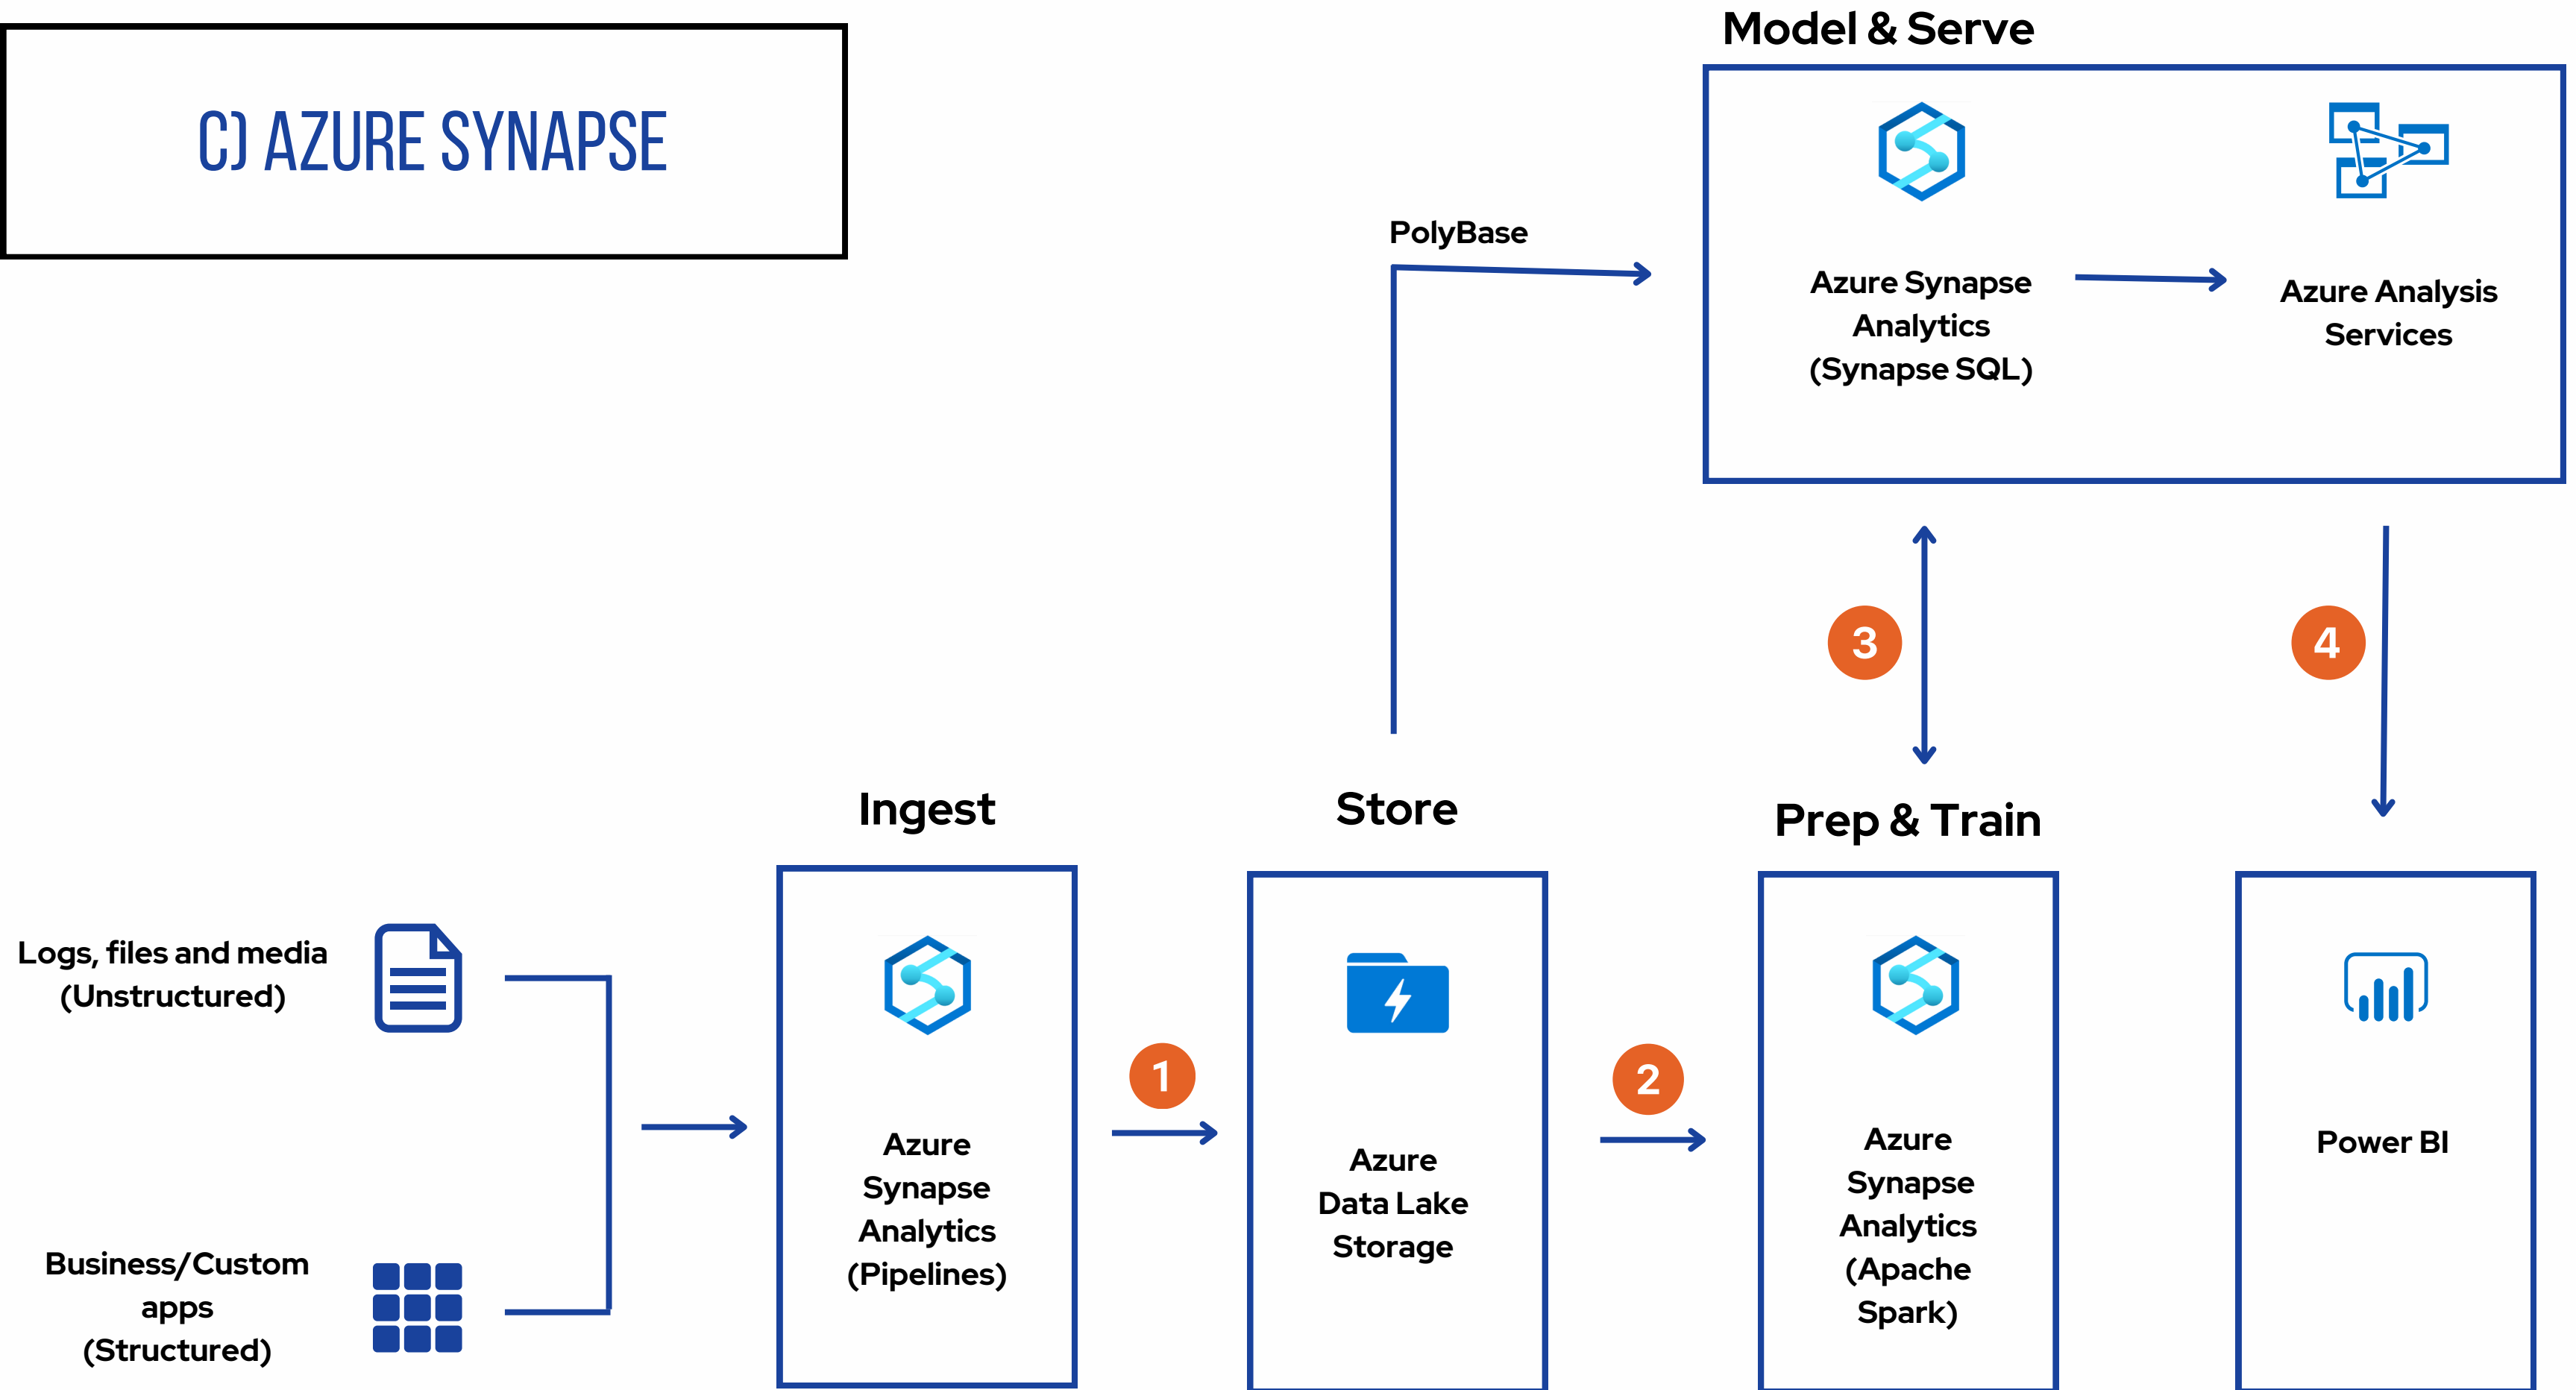 C) AZURE SYNAPSE
Model & Serve
PolyBase
Azure Synapse
Analytics
(Synapse SQL)
Azure Analysis
Services
3
4
Ingest
Store
Prep & Train
Logs, files and media
(Unstructured)
Business/Custom
apps
(Structured)
Azure
Synapse
Analytics
(Pipelines)
1
Azure
Data Lake
Storage
2
Azure
Synapse
Analytics
(Apache
Spark)
Power BI